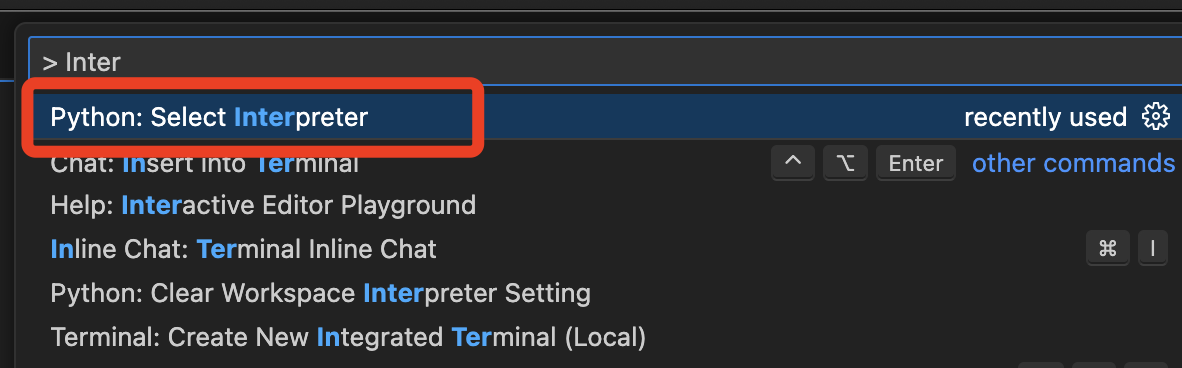 > Inter
Python: Select Interpreter recently used
Chat: Insert into Terminal ^ ⌥ Enter other commands
Help: Interactive Editor Playground
Inline Chat: Terminal Inline Chat ⌘ I
Python: Clear Workspace Interpreter Setting
Terminal: Create New Integrated Terminal (Local)